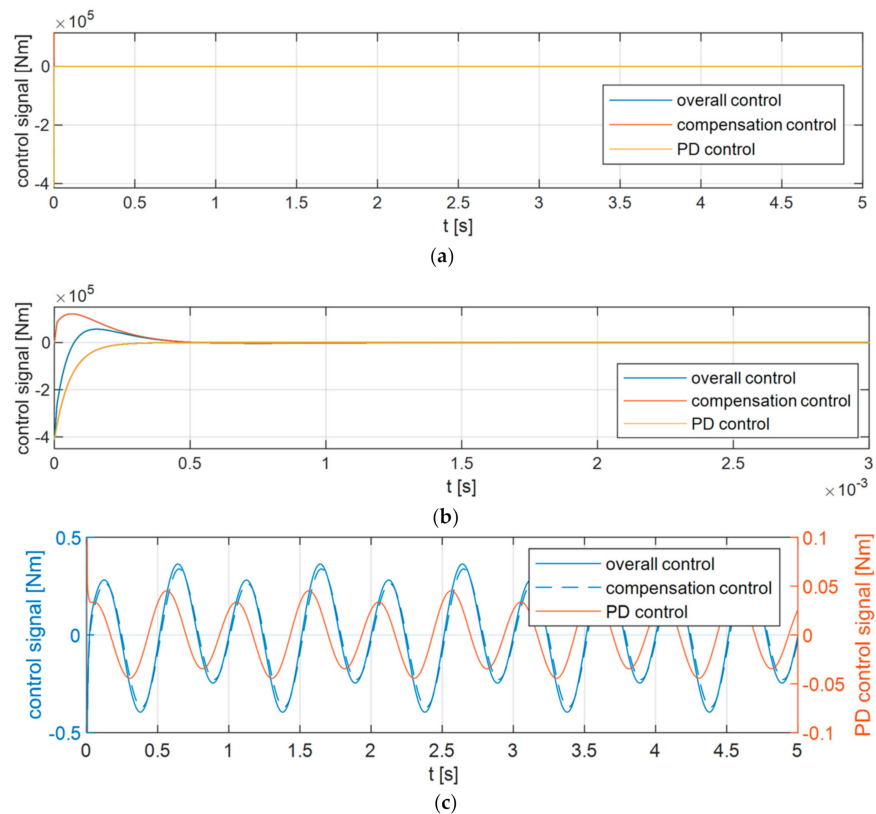 × 10⁵
control signal [Nm]
0
-2
-4
0 0.5 1 1.5 2 2.5 3 3.5 4 4.5 5
t [s]
overall control
compensation control
PD control
(a)
× 10⁵
control signal [Nm]
0
-2
-4
0 0.5 1 1.5 2 2.5 3
t [s]
× 10⁻³
overall control
compensation control
PD control
(b)
control signal [Nm]
0.5
0
-0.5
0 0.5 1 1.5 2 2.5 3 3.5 4 4.5 5
t [s]
overall control
compensation control
PD control
0.1
0.05
0
-0.05
-0.1
PD control signal [Nm]
(c)